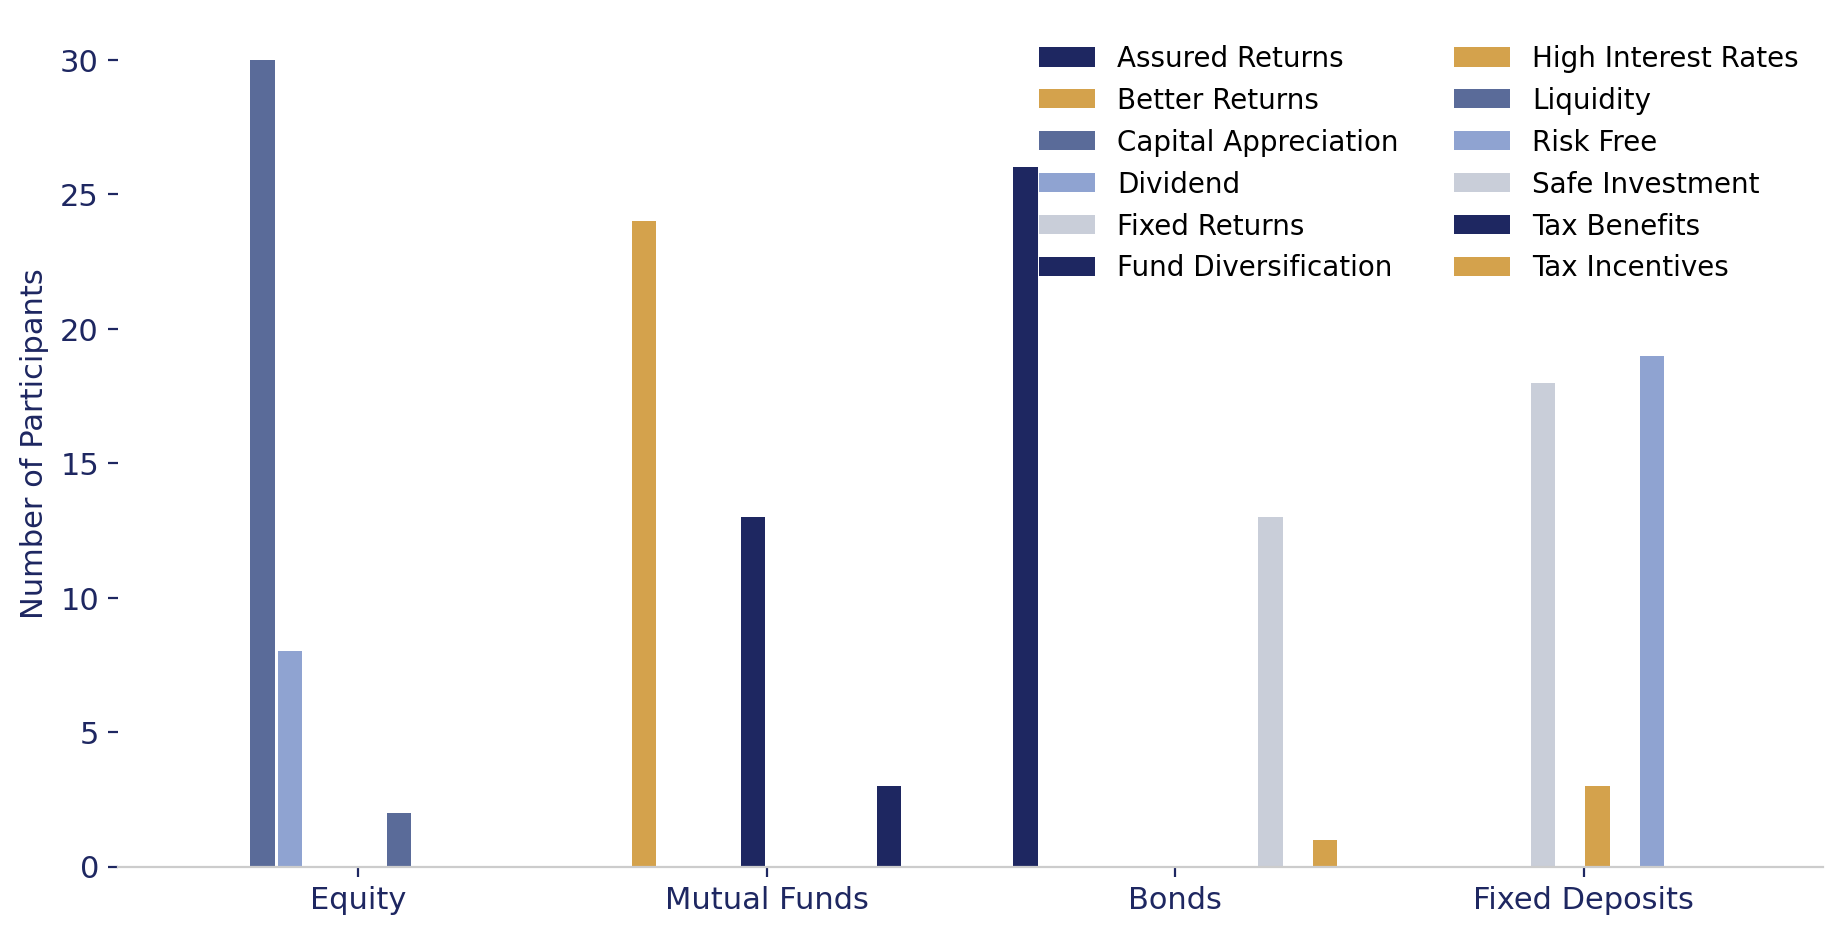 Number of Participants
30
25
20
15
10
5
0
Equity
Mutual Funds
Bonds
Fixed Deposits
Assured Returns
Better Returns
Capital Appreciation
Dividend
Fixed Returns
Fund Diversification
High Interest Rates
Liquidity
Risk Free
Safe Investment
Tax Benefits
Tax Incentives